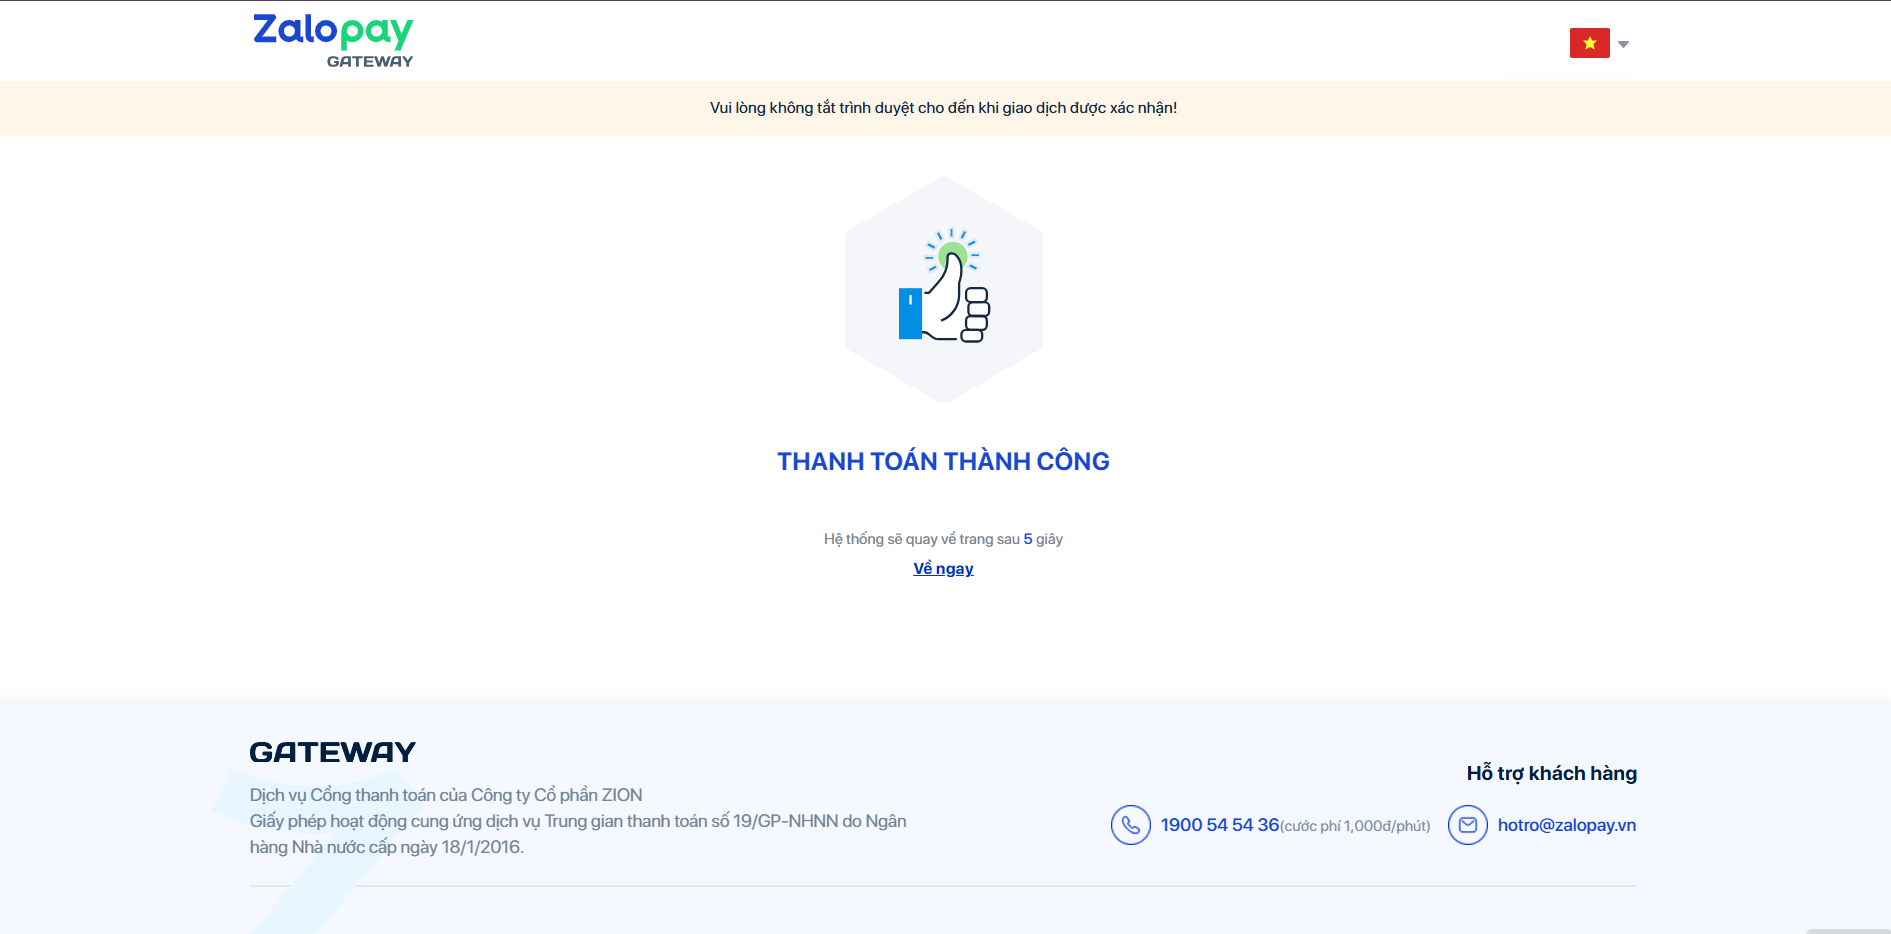 Zalopay
GATEWAY
Vui lòng không tắt trình duyệt cho đến khi giao dịch được xác nhận!
THANH TOÁN THÀNH CÔNG
Hệ thống sẽ quay về trang sau 5 giây
Về ngay
GATEWAY
Dịch vụ Cổng thanh toán của Công ty Cổ phần ZION
Giấy phép hoạt động cung ứng dịch vụ Trung gian thanh toán số 19/GP-NHNN do Ngân
hàng Nhà nước cấp ngày 18/1/2016.
Hỗ trợ khách hàng
1900 54 54 36(cước phí 1,000đ/phút)
hotro@zalopay.vn